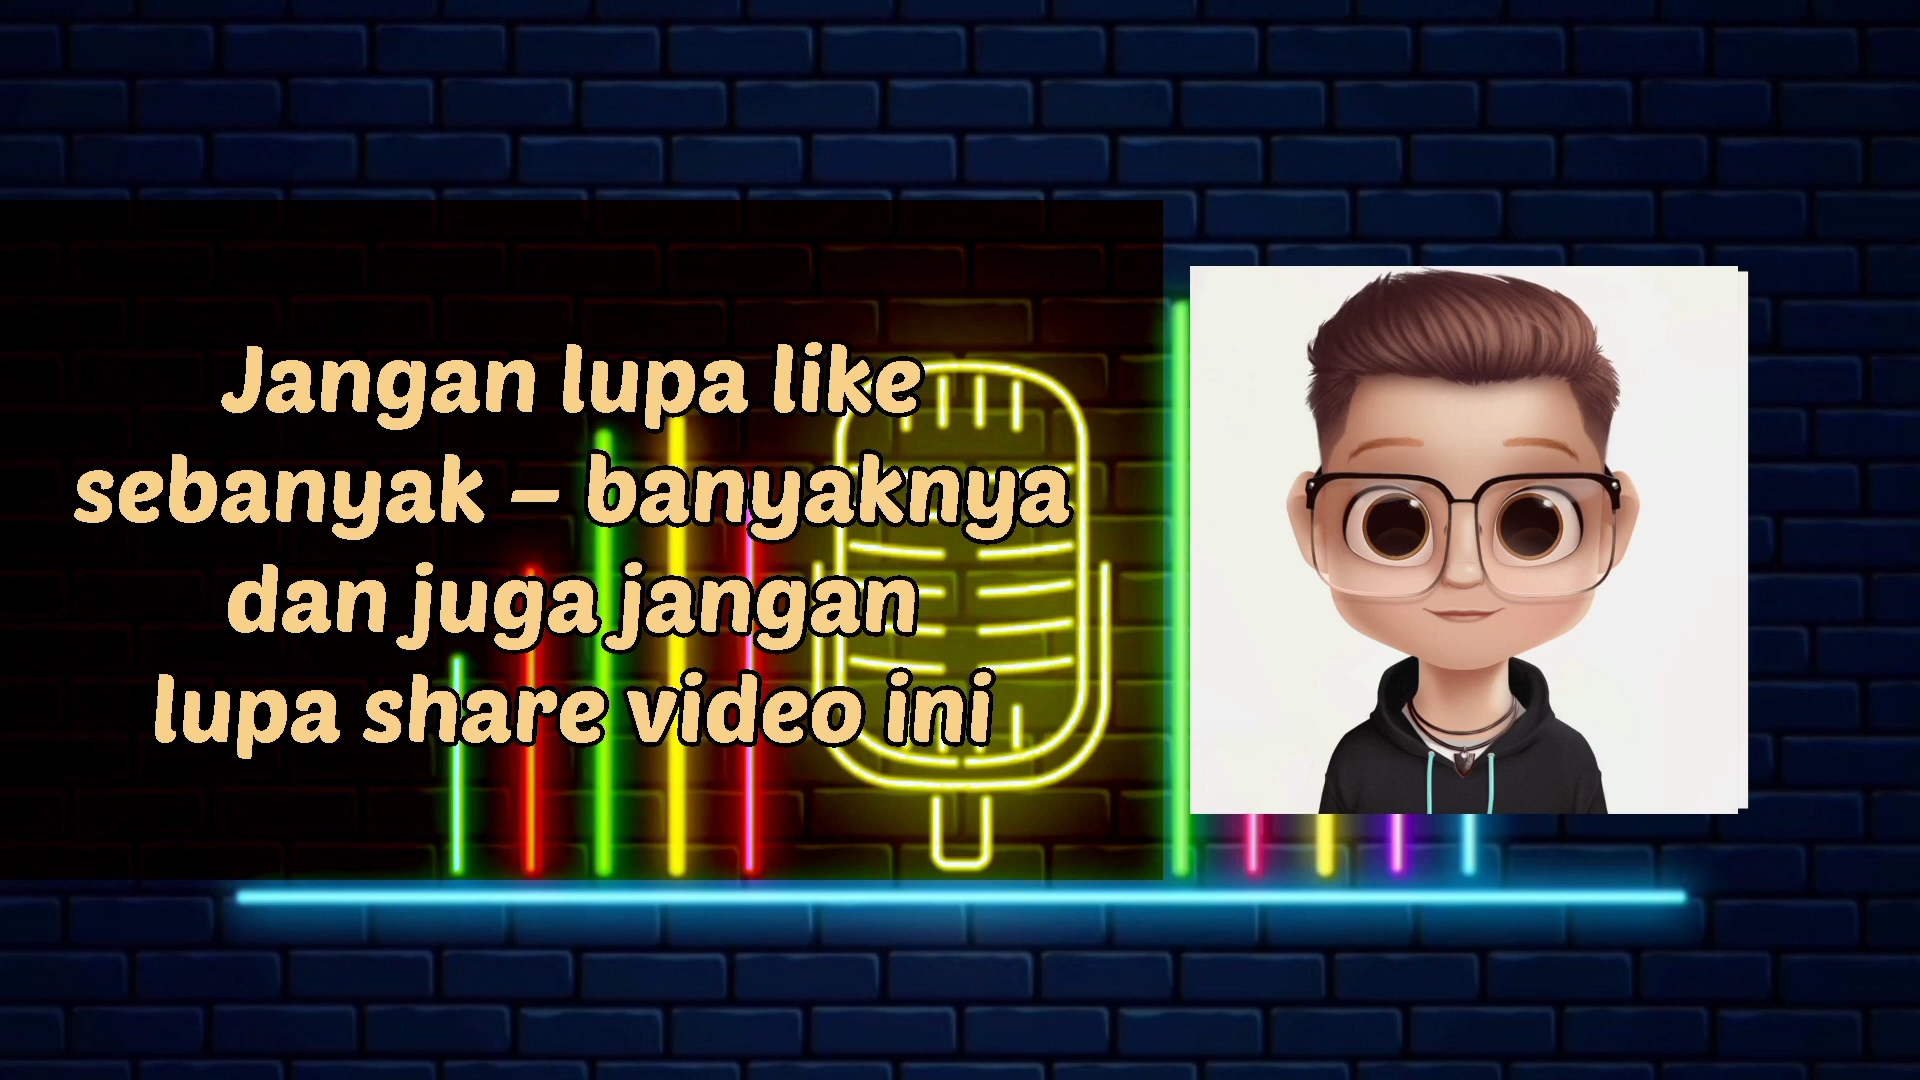 Jangan lupa like
sebanyak – banyaknya
dan juga jangan
lupa share video ini